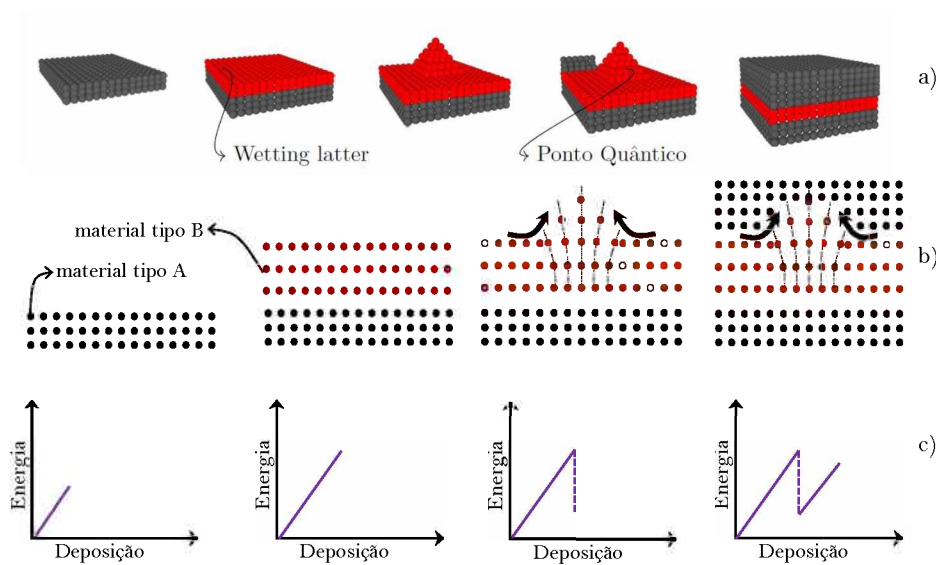 a)
Wetting latter
Ponto Quântico
material tipo B
material tipo A
b)
Energia
Deposição
Energia
Deposição
Energia
Deposição
Energia
Deposição
c)